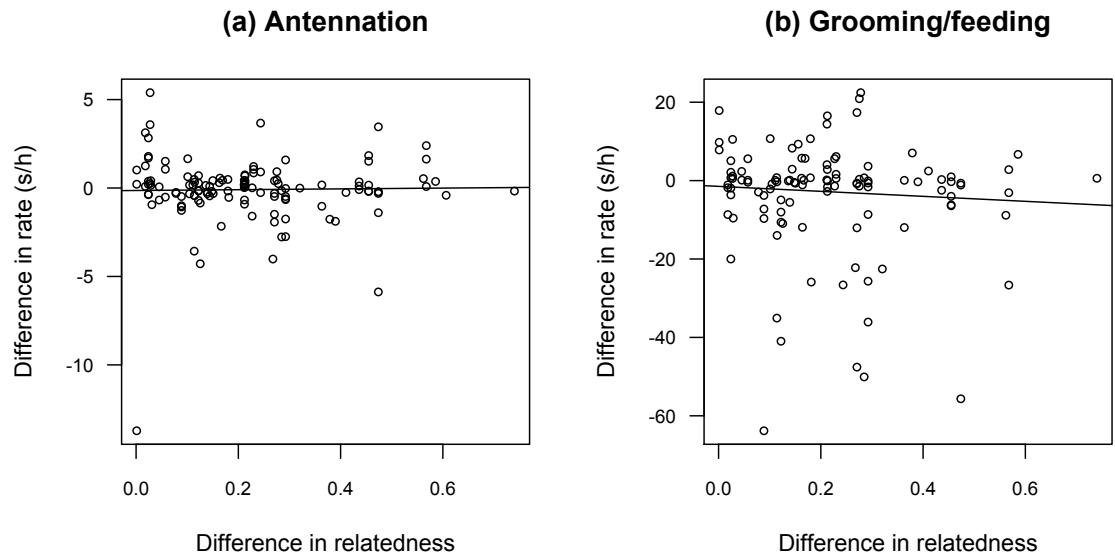 (a) Antennation
(b) Grooming/feeding
Difference in rate (s/h)
5
0
-5
-10
0.0 0.2 0.4 0.6
Difference in relatedness
Difference in rate (s/h)
20
0
-20
-40
-60
0.0 0.2 0.4 0.6
Difference in relatedness